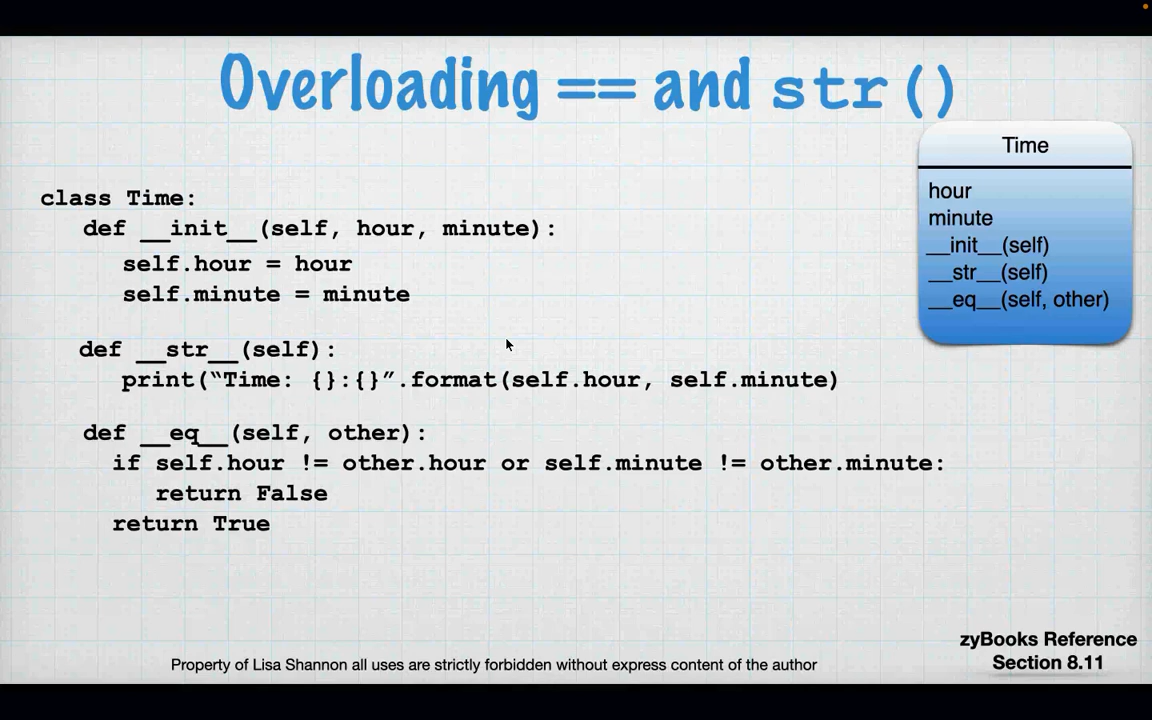 Overloading == and str()
Time
hour
minute
__init__(self)
__str__(self)
__eq__(self, other)
class Time:
def __init__(self, hour, minute):
self.hour = hour
self.minute = minute
def __str__(self):
print(“Time: {}:{}”.format(self.hour, self.minute)
def __eq__(self, other):
if self.hour != other.hour or self.minute != other.minute:
return False
return True
zyBooks Reference
Section 8.11
Property of Lisa Shannon all uses are strictly forbidden without express content of the author